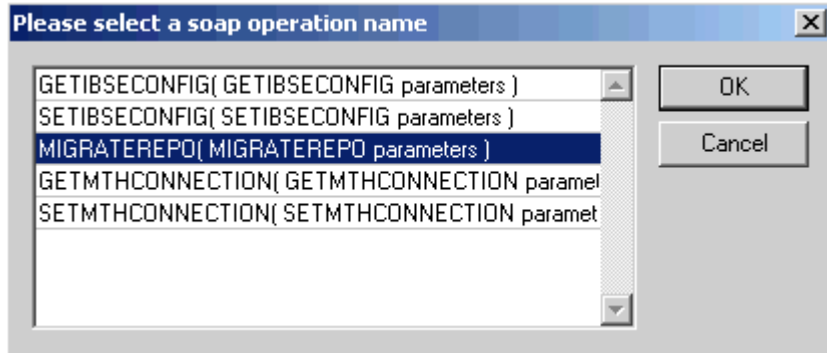 Please select a soap operation name
GETIBSECONFIG( GETIBSECONFIG parameters )
OK
SETIBSECONFIG( SETIBSECONFIG parameters )
MIGRATEREPO( MIGRATEREPO parameters )
Cancel
GETMTHCONNECTION( GETMTHCONNECTION paramet
SETMTHCONNECTION( SETMTHCONNECTION paramet